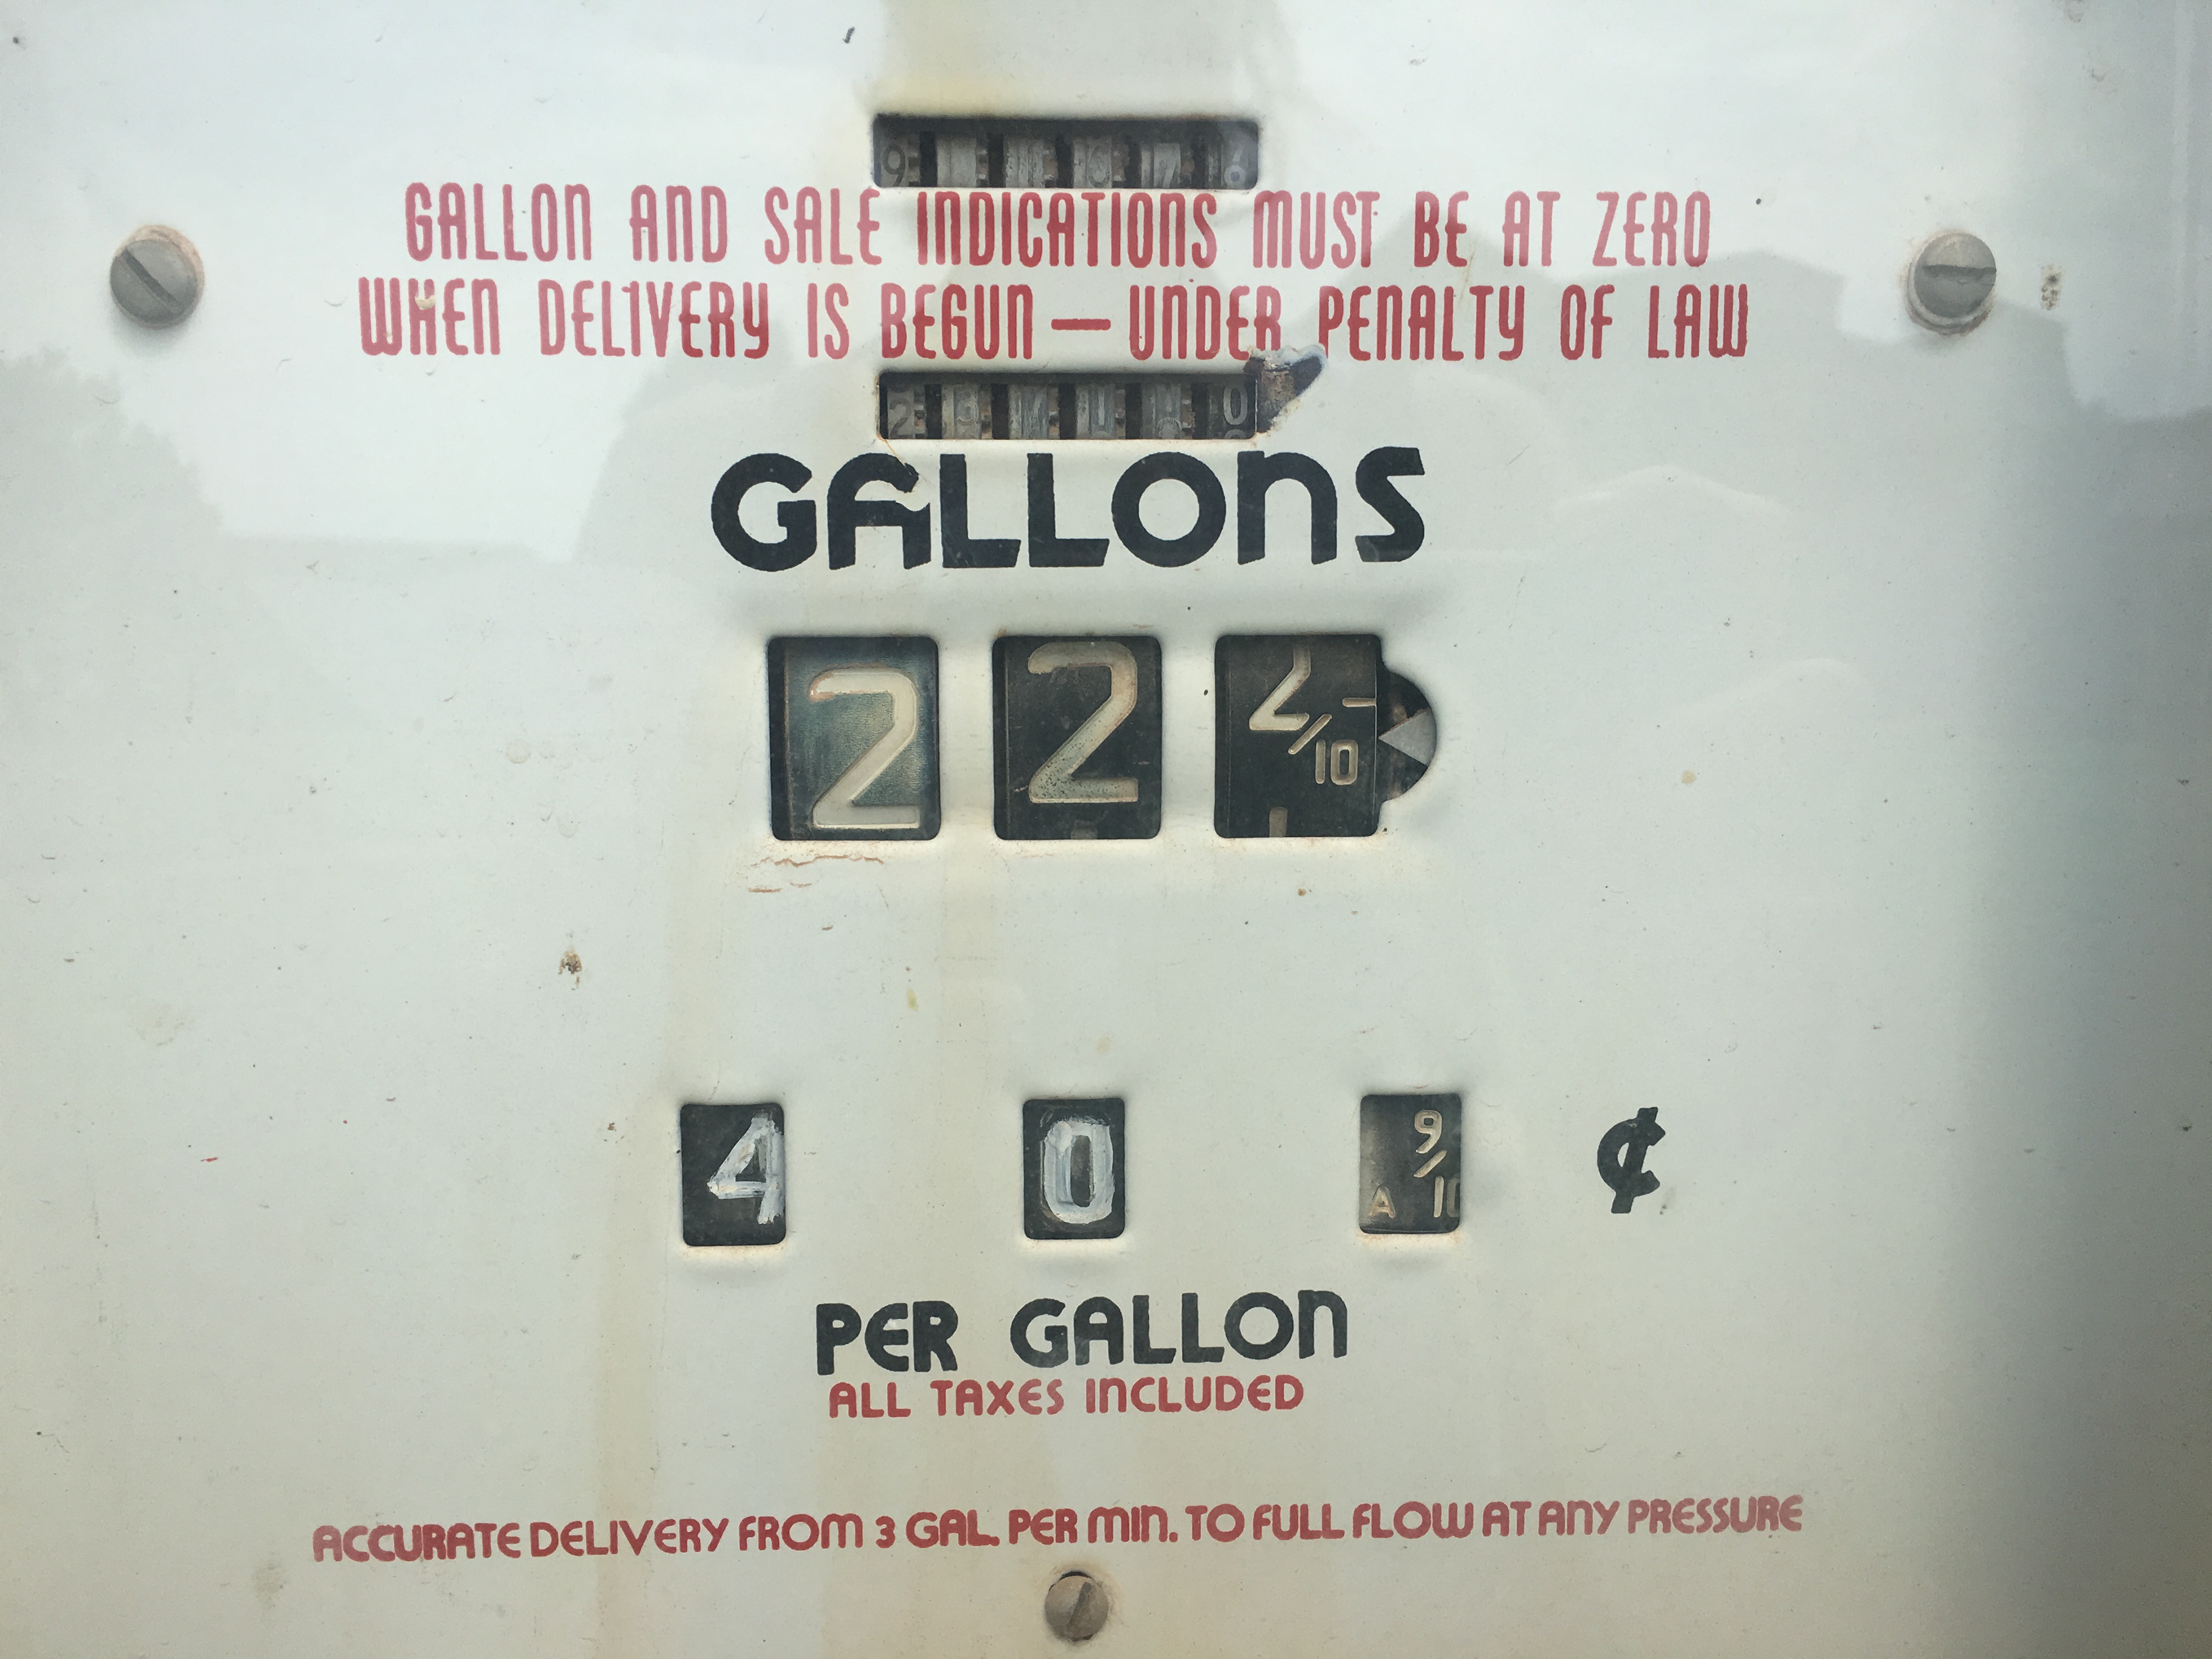 GALLON AND SALE INDICATIONS MUST BE AT ZERO
WHEN DELIVERY IS BEGUN — UNDER PENALTY OF LAW
GALLONS
2 2 2/10
4 0 9/10 A ¢
PER GALLON
ALL TAXES INCLUDED
ACCURATE DELIVERY FROM 3 GAL. PER MIN. TO FULL FLOW AT ANY PRESSURE